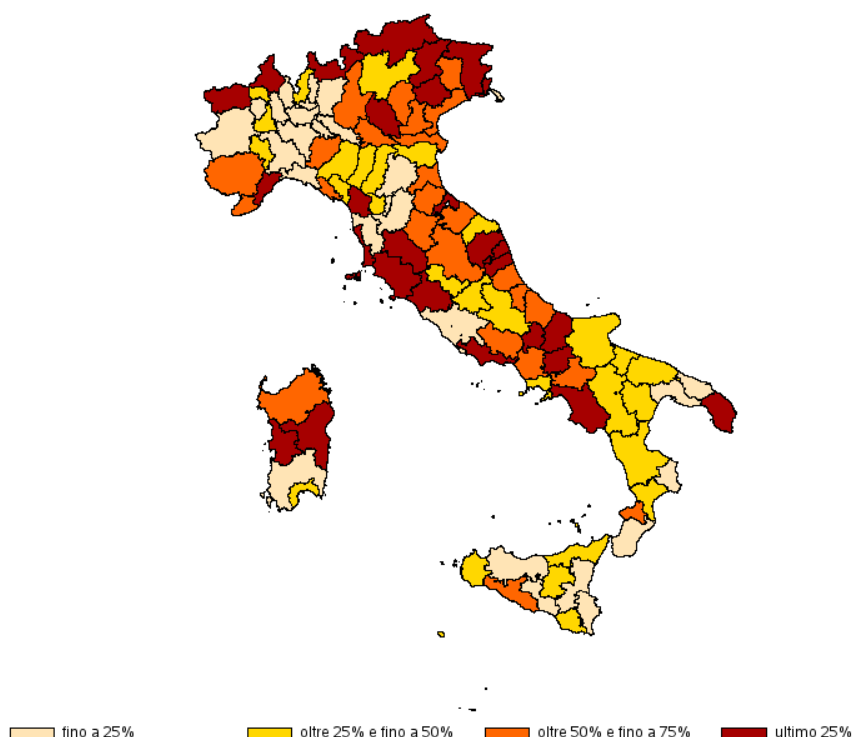 fino a 25%
oltre 25% e fino a 50%
oltre 50% e fino a 75%
ultimo 25%